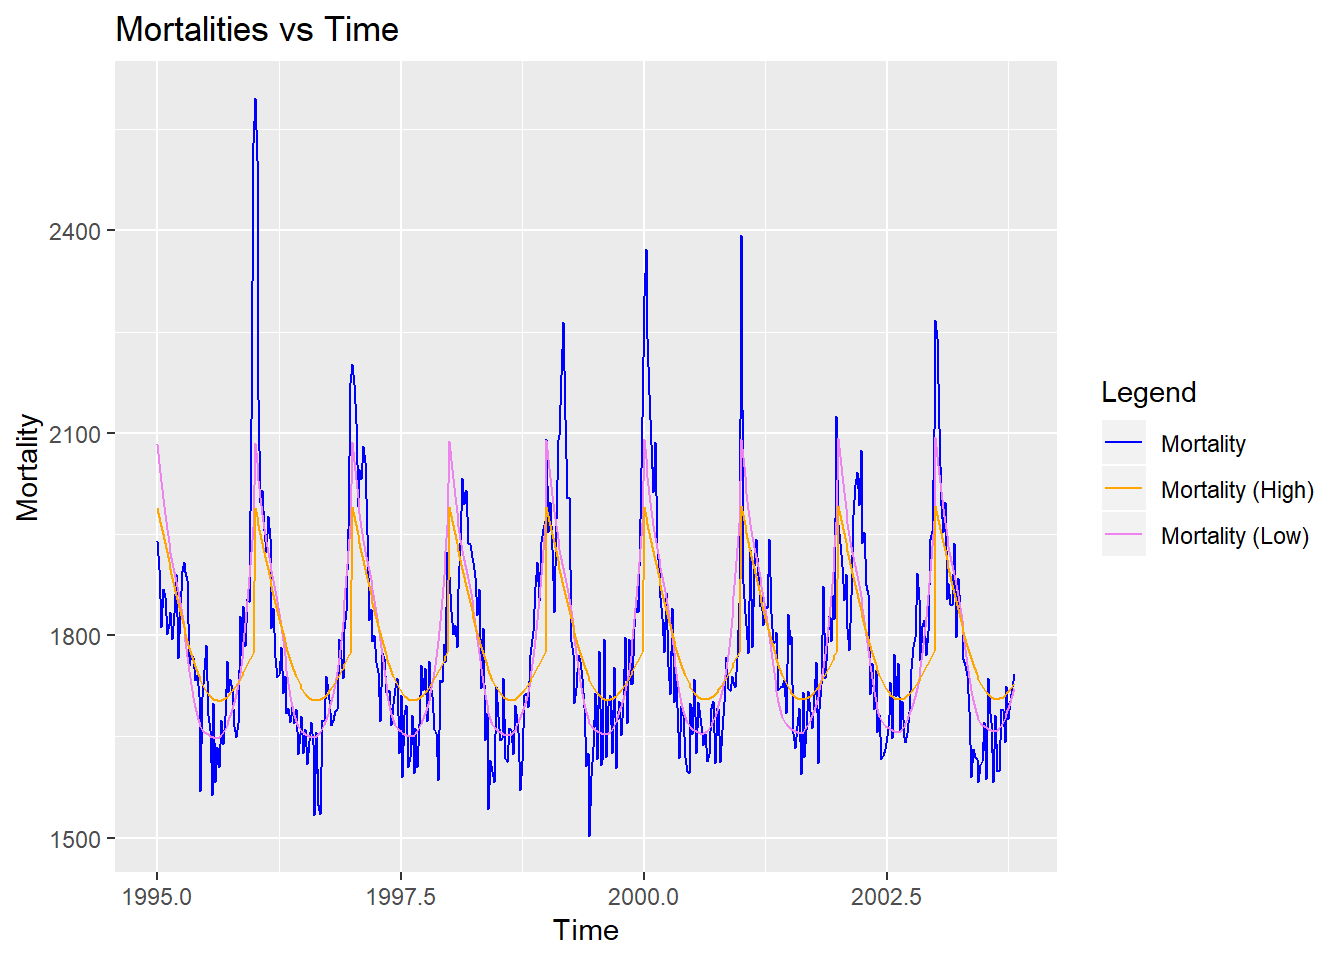 Mortalities vs Time
Mortality
2400
2100
1800
1500
1995.0
1997.5
2000.0
2002.5
Time
Legend
Mortality
Mortality (High)
Mortality (Low)